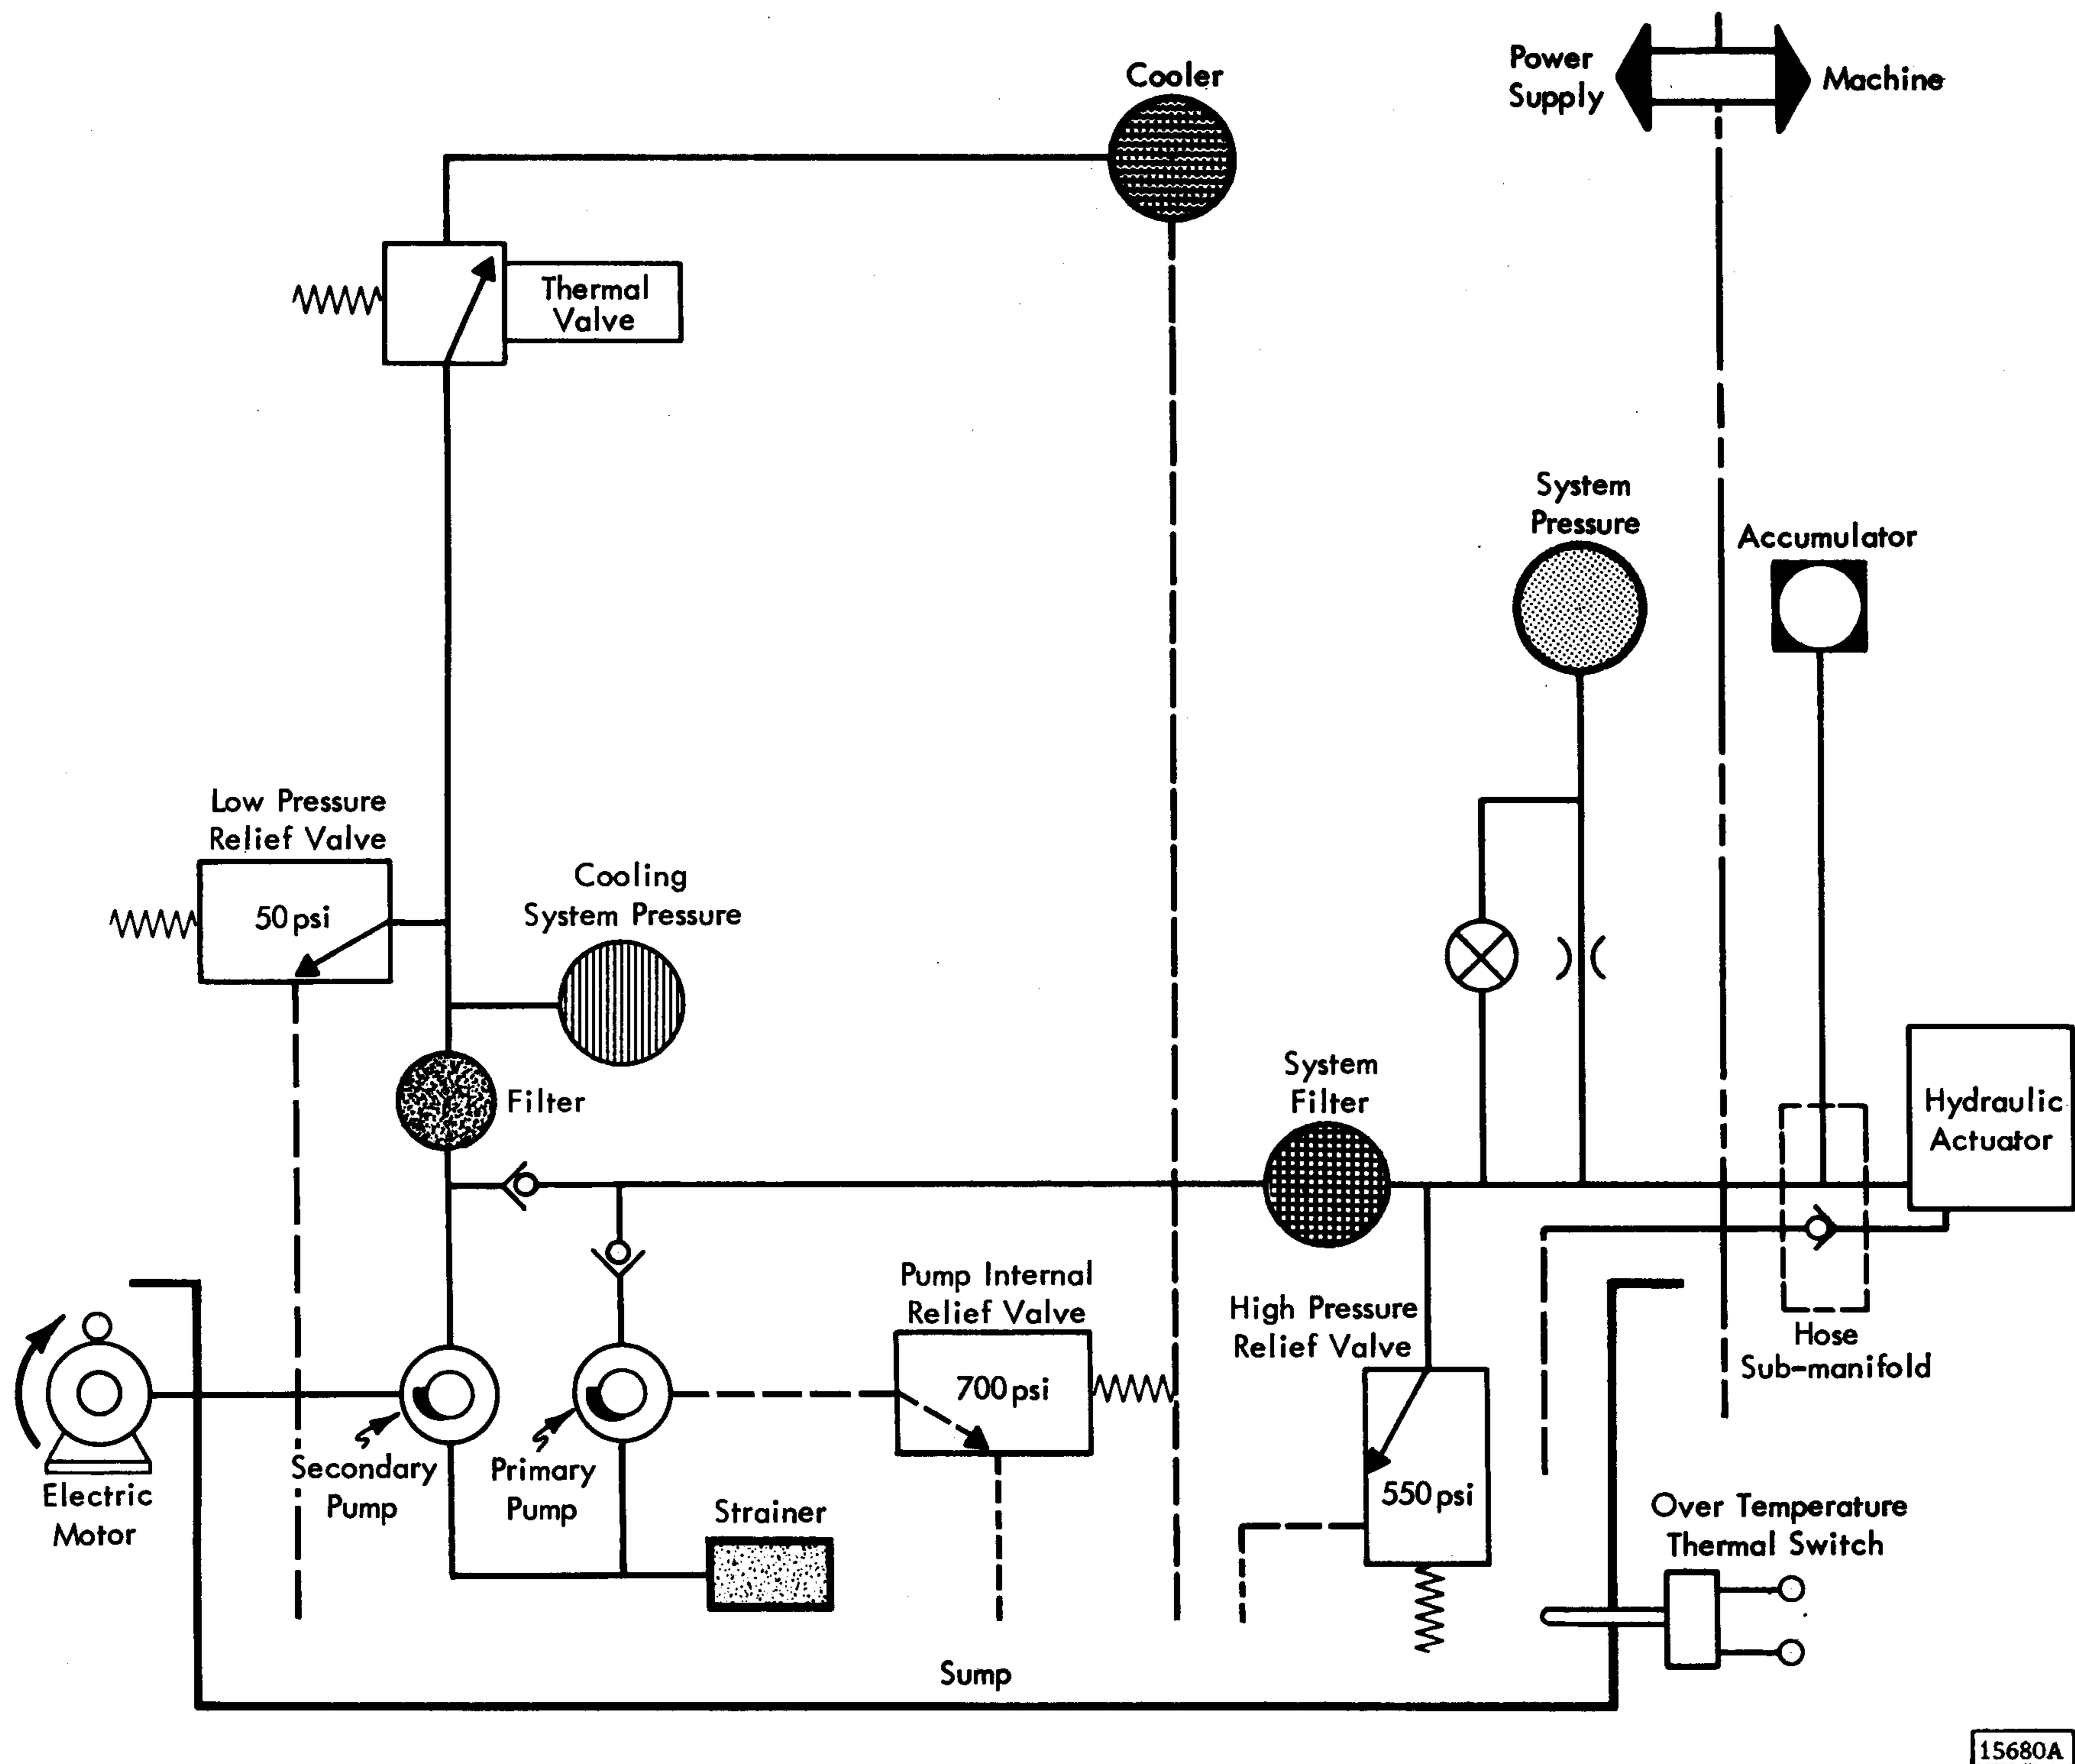 Cooler
Power
Supply
Machine
Thermal
Valve
System
Pressure
Accumulator
Low Pressure
Relief Valve
50 psi
Cooling
System Pressure
Filter
System
Filter
Hydraulic
Actuator
Pump Internal
Relief Valve
700 psi
High Pressure
Relief Valve
550 psi
Hose
Sub-manifold
Electric
Motor
Secondary
Pump
Primary
Pump
Strainer
Over Temperature
Thermal Switch
Sump
15680A